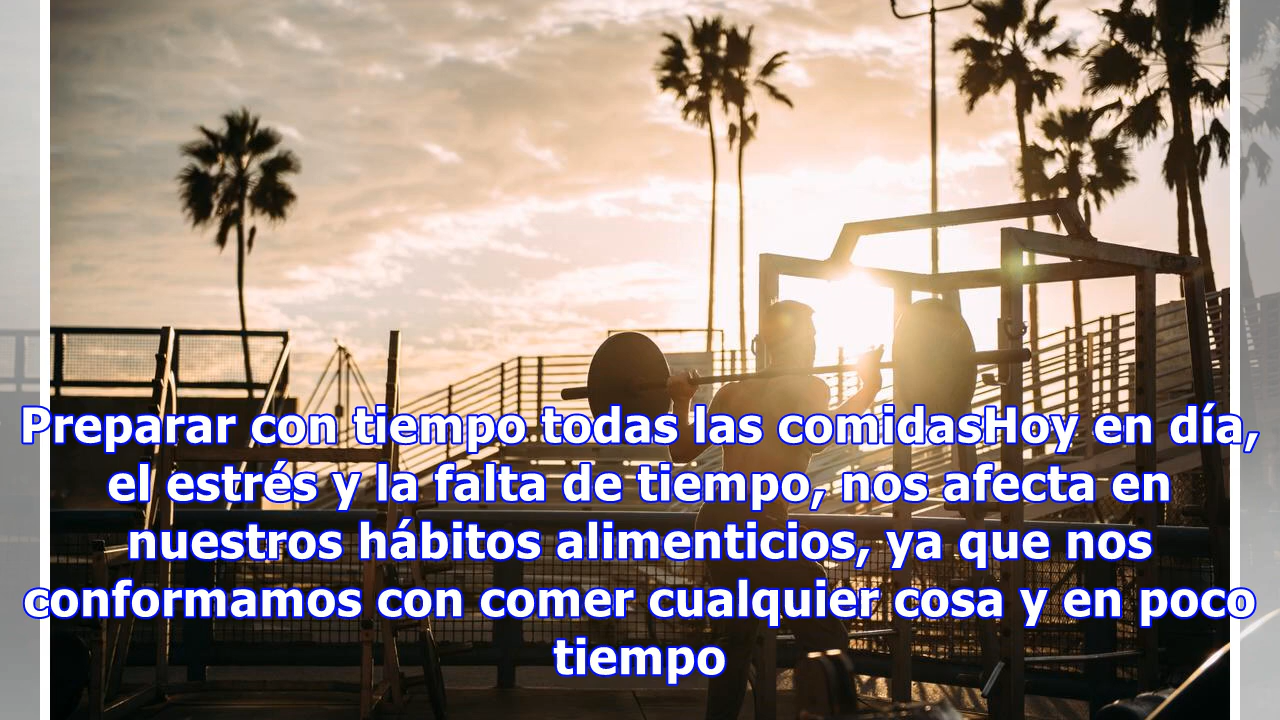 Preparar con tiempo todas las comidasHoy en día,
el estrés y la falta de tiempo, nos afecta en
nuestros hábitos alimenticios, ya que nos
conformamos con comer cualquier cosa y en poco
tiempo